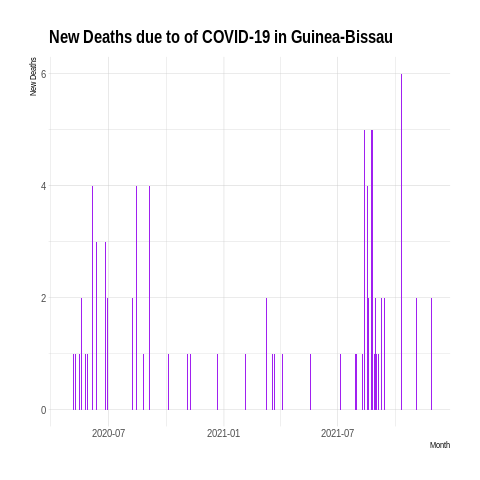 New Deaths due to of COVID-19 in Guinea-Bissau
New Deaths
6
4
2
0
2020-07
2021-01
2021-07
Month